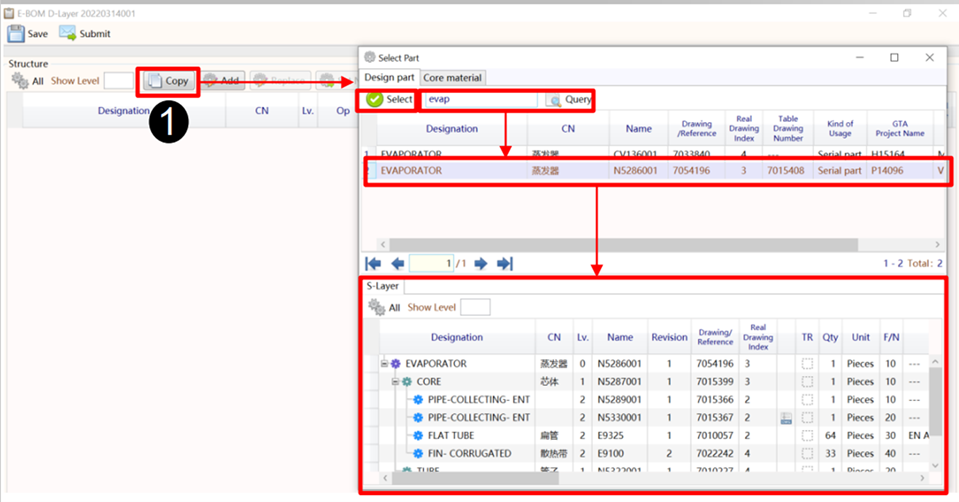 E-BOM D-Layer 20220314001
Save Submit
Structure
All Show Level Copy Add Replace
Designation CN Lv. Op
1
Select Part
Design part Core material
Select evap Query
Designation CN Name Drawing /Reference Real Drawing Index Table Drawing Number Kind of Usage GTA Project Name
1 EVAPORATOR 蒸发器 CV136001 7033840 4 --- Serial part H15164 M
EVAPORATOR 蒸发器 N5286001 7054196 3 7015408 Serial part P14096 V
1 / 1 1 - 2 Total: 2
S-Layer
All Show Level
Designation CN Lv. Name Revision Drawing/ Reference Real Drawing Index TR Qty Unit F/N
EVAPORATOR 蒸发器 0 N5286001 1 7054196 3 1 Pieces 10 ---
CORE 芯体 1 N5287001 1 7015399 3 1 Pieces 10 ---
PIPE-COLLECTING- ENT 2 N5289001 1 7015366 2 1 Pieces 10 ---
PIPE-COLLECTING- ENT 2 N5330001 1 7015367 2 1 Pieces 20 ---
FLAT TUBE 扁管 2 E9325 1 7010057 2 64 Pieces 30 EN A
FIN- CORRUGATED 散热带 2 E9100 2 7022242 4 33 Pieces 40 ---
TUBE 管子 1 1 4 1 Pieces 20